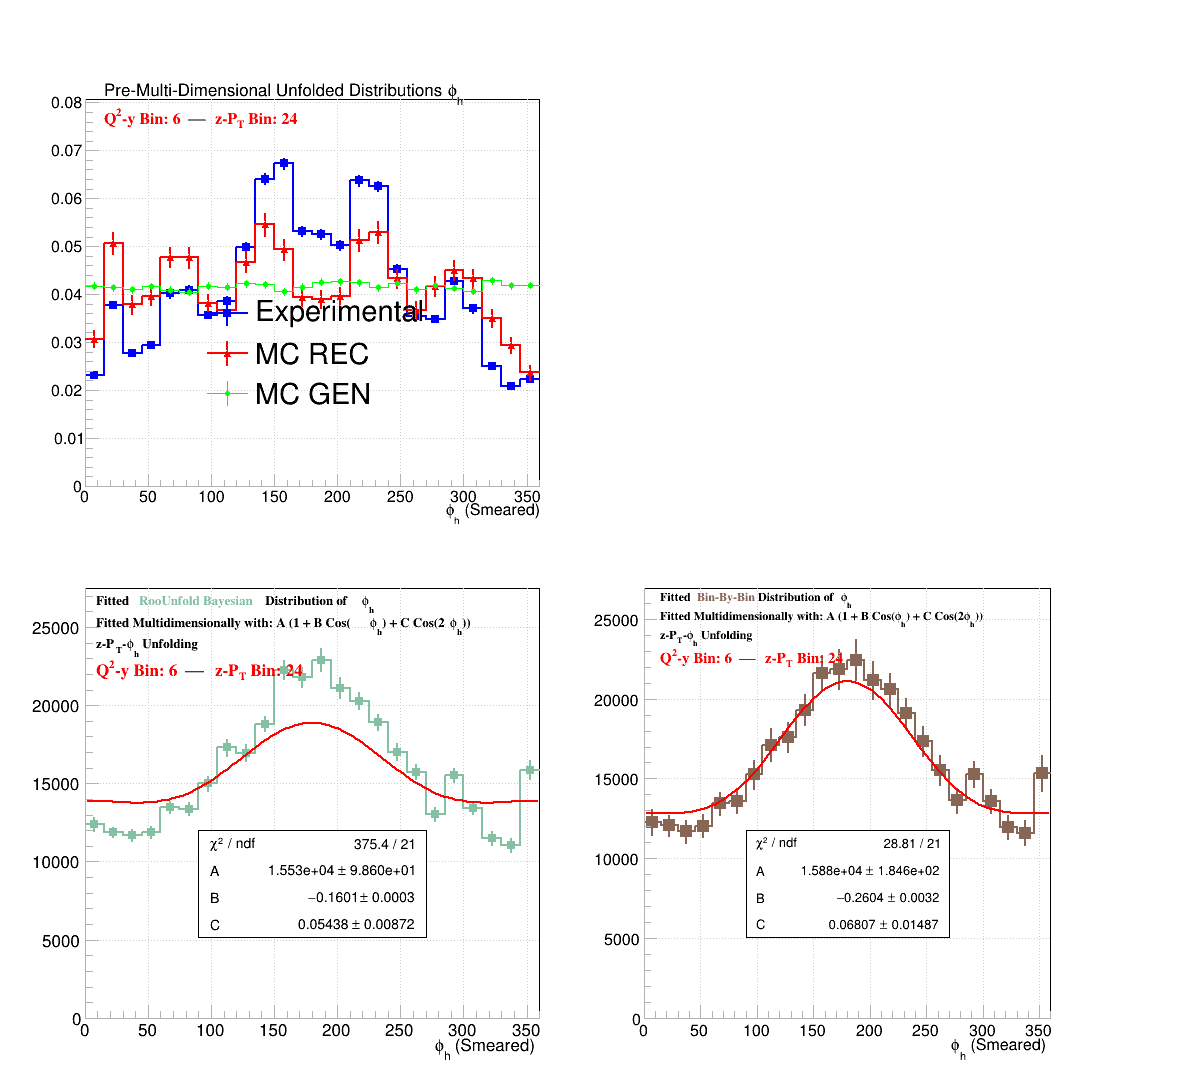 Pre-Multi-Dimensional Unfolded Distributions ϕh
Q2-y Bin: 6 — z-PT Bin: 24
0.08
0.07
0.06
0.05
0.04
0.03
0.02
0.01
0
Experimental
MC REC
MC GEN
0 50 100 150 200 250 300 350
ϕh (Smeared)
Fitted RooUnfold Bayesian Distribution of ϕh
Fitted Multidimensionally with: A (1 + B Cos( ϕh) + C Cos(2 ϕh))
z-PT-ϕh Unfolding
Q2-y Bin: 6 — z-PT Bin: 24
25000
20000
15000
10000
5000
0
χ2 / ndf 375.4 / 21
A 1.553e+04 ± 9.860e+01
B −0.1601 ± 0.0003
C 0.05438 ± 0.00872
0 50 100 150 200 250 300 350
ϕh (Smeared)
Fitted Bin-By-Bin Distribution of ϕh
Fitted Multidimensionally with: A (1 + B Cos(ϕh) + C Cos(2ϕh))
z-PT-ϕh Unfolding
Q2-y Bin: 6 — z-PT Bin: 24
25000
20000
15000
10000
5000
0
χ2 / ndf 28.81 / 21
A 1.588e+04 ± 1.846e+02
B −0.2604 ± 0.0032
C 0.06807 ± 0.01487
0 50 100 150 200 250 300 350
ϕh (Smeared)